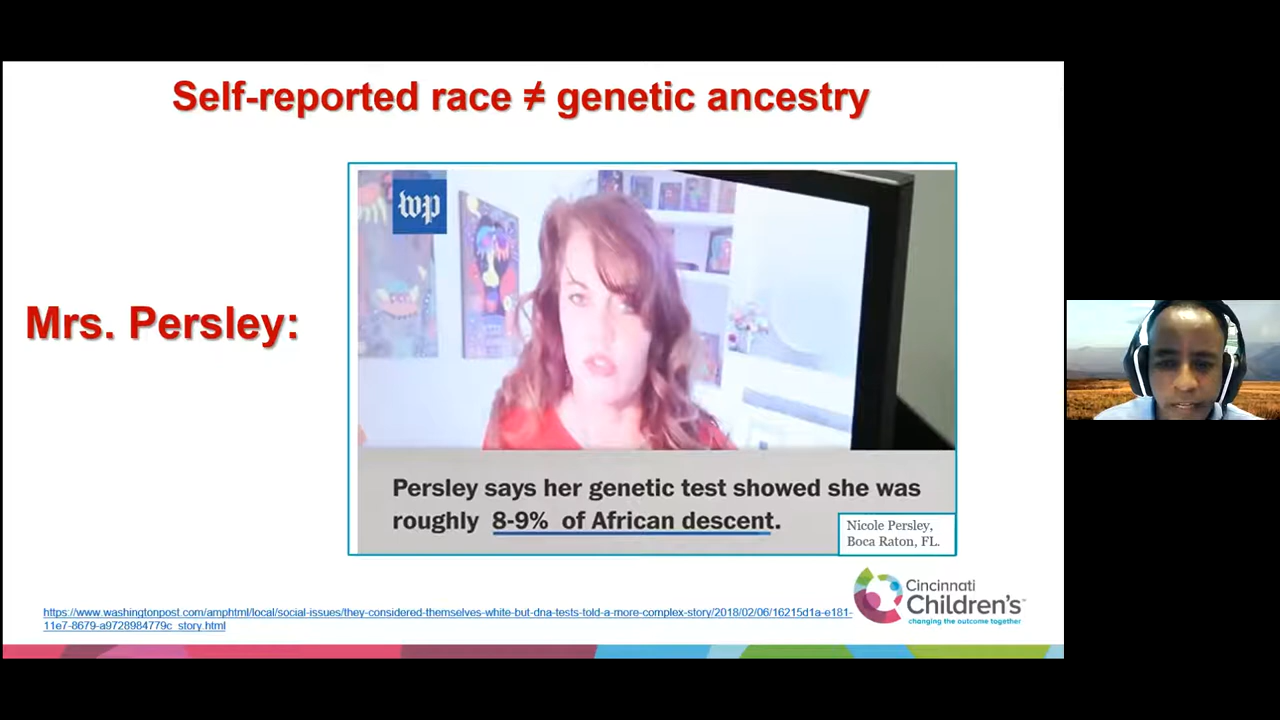 Self-reported race ≠ genetic ancestry
wp
Mrs. Persley:
Persley says her genetic test showed she was
roughly 8-9% of African descent.
Nicole Persley,
Boca Raton, FL.
Cincinnati
Children's™
changing the outcome together
https://www.washingtonpost.com/amphtml/local/social-issues/they-considered-themselves-white-but-dna-tests-told-a-more-complex-story/2018/02/06/16215d1a-e181-
11e7-8679-a9728984779c_story.html